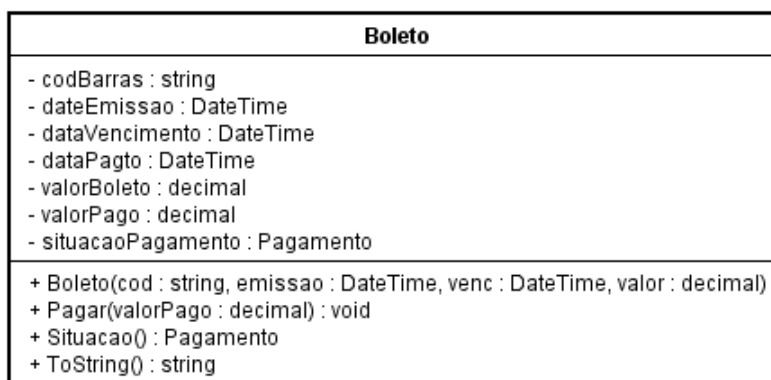 Boleto
- codBarras : string
- dateEmissao : DateTime
- dataVencimento : DateTime
- dataPagto : DateTime
- valorBoleto : decimal
- valorPago : decimal
- situacaoPagamento : Pagamento
+ Boleto(cod : string, emissao : DateTime, venc : DateTime, valor : decimal)
+ Pagar(valorPago : decimal) : void
+ Situacao() : Pagamento
+ ToString() : string